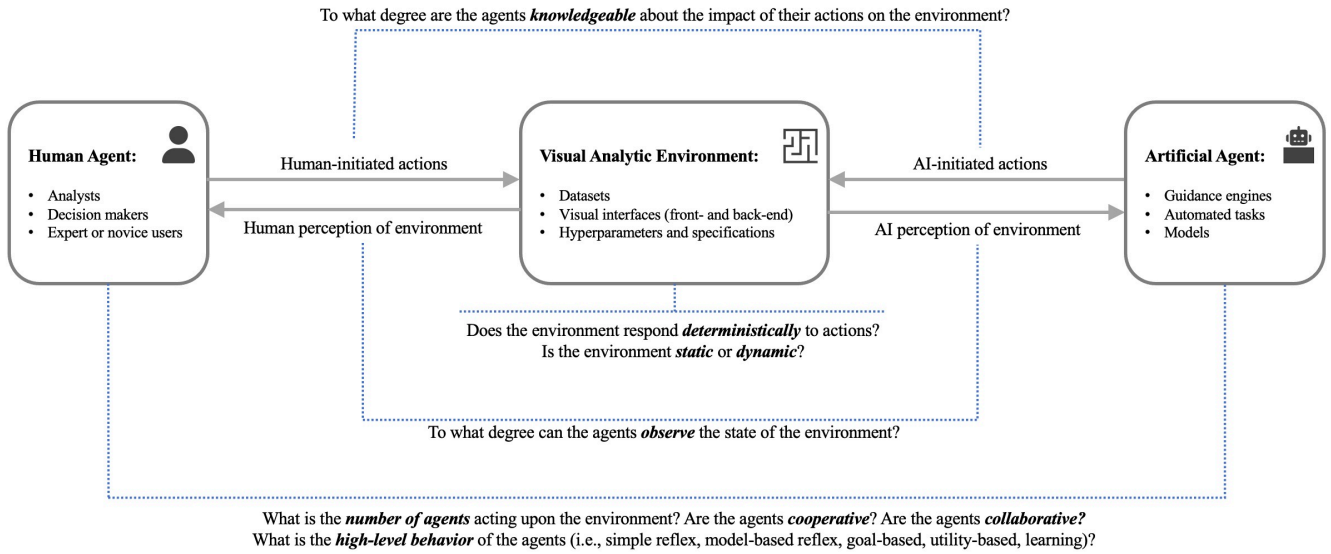 To what degree are the agents knowledgeable about the impact of their actions on the environment?
Human Agent:
• Analysts
• Decision makers
• Expert or novice users
Human-initiated actions
Human perception of environment
Visual Analytic Environment:
• Datasets
• Visual interfaces (front- and back-end)
• Hyperparameters and specifications
AI-initiated actions
AI perception of environment
Artificial Agent:
• Guidance engines
• Automated tasks
• Models
Does the environment respond deterministically to actions?
Is the environment static or dynamic?
To what degree can the agents observe the state of the environment?
What is the number of agents acting upon the environment? Are the agents cooperative? Are the agents collaborative?
What is the high-level behavior of the agents (i.e., simple reflex, model-based reflex, goal-based, utility-based, learning)?